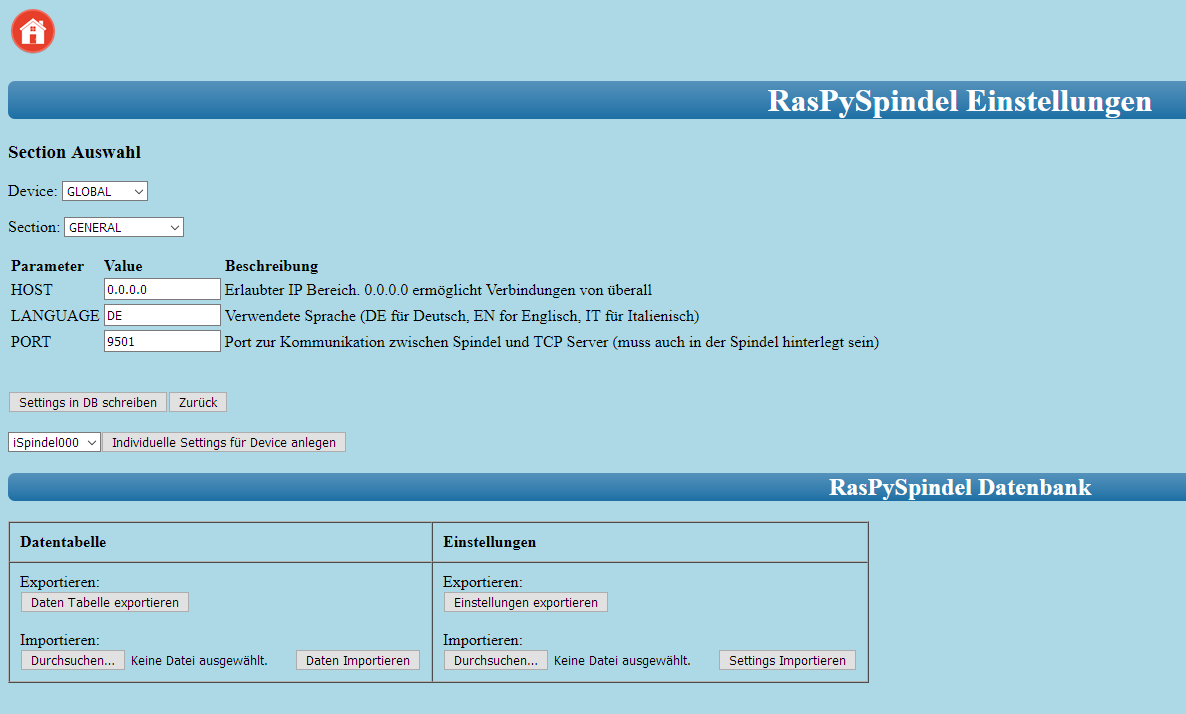 RasPySpindel Einstellungen
Section Auswahl
Device: GLOBAL
Section: GENERAL
Parameter Value Beschreibung
HOST 0.0.0.0 Erlaubter IP Bereich. 0.0.0.0 ermöglicht Verbindungen von überall
LANGUAGE DE Verwendete Sprache (DE für Deutsch, EN for Englisch, IT für Italienisch)
PORT 9501 Port zur Kommunikation zwischen Spindel und TCP Server (muss auch in der Spindel hinterlegt sein)
Settings in DB schreiben Zurück
iSpindel000 Individuelle Settings für Device anlegen
RasPySpindel Datenbank
Datentabelle Einstellungen
Exportieren: Exportieren:
Daten Tabelle exportieren Einstellungen exportieren
Importieren: Importieren:
Durchsuchen... Keine Datei ausgewählt. Daten Importieren Durchsuchen... Keine Datei ausgewählt. Settings Importieren